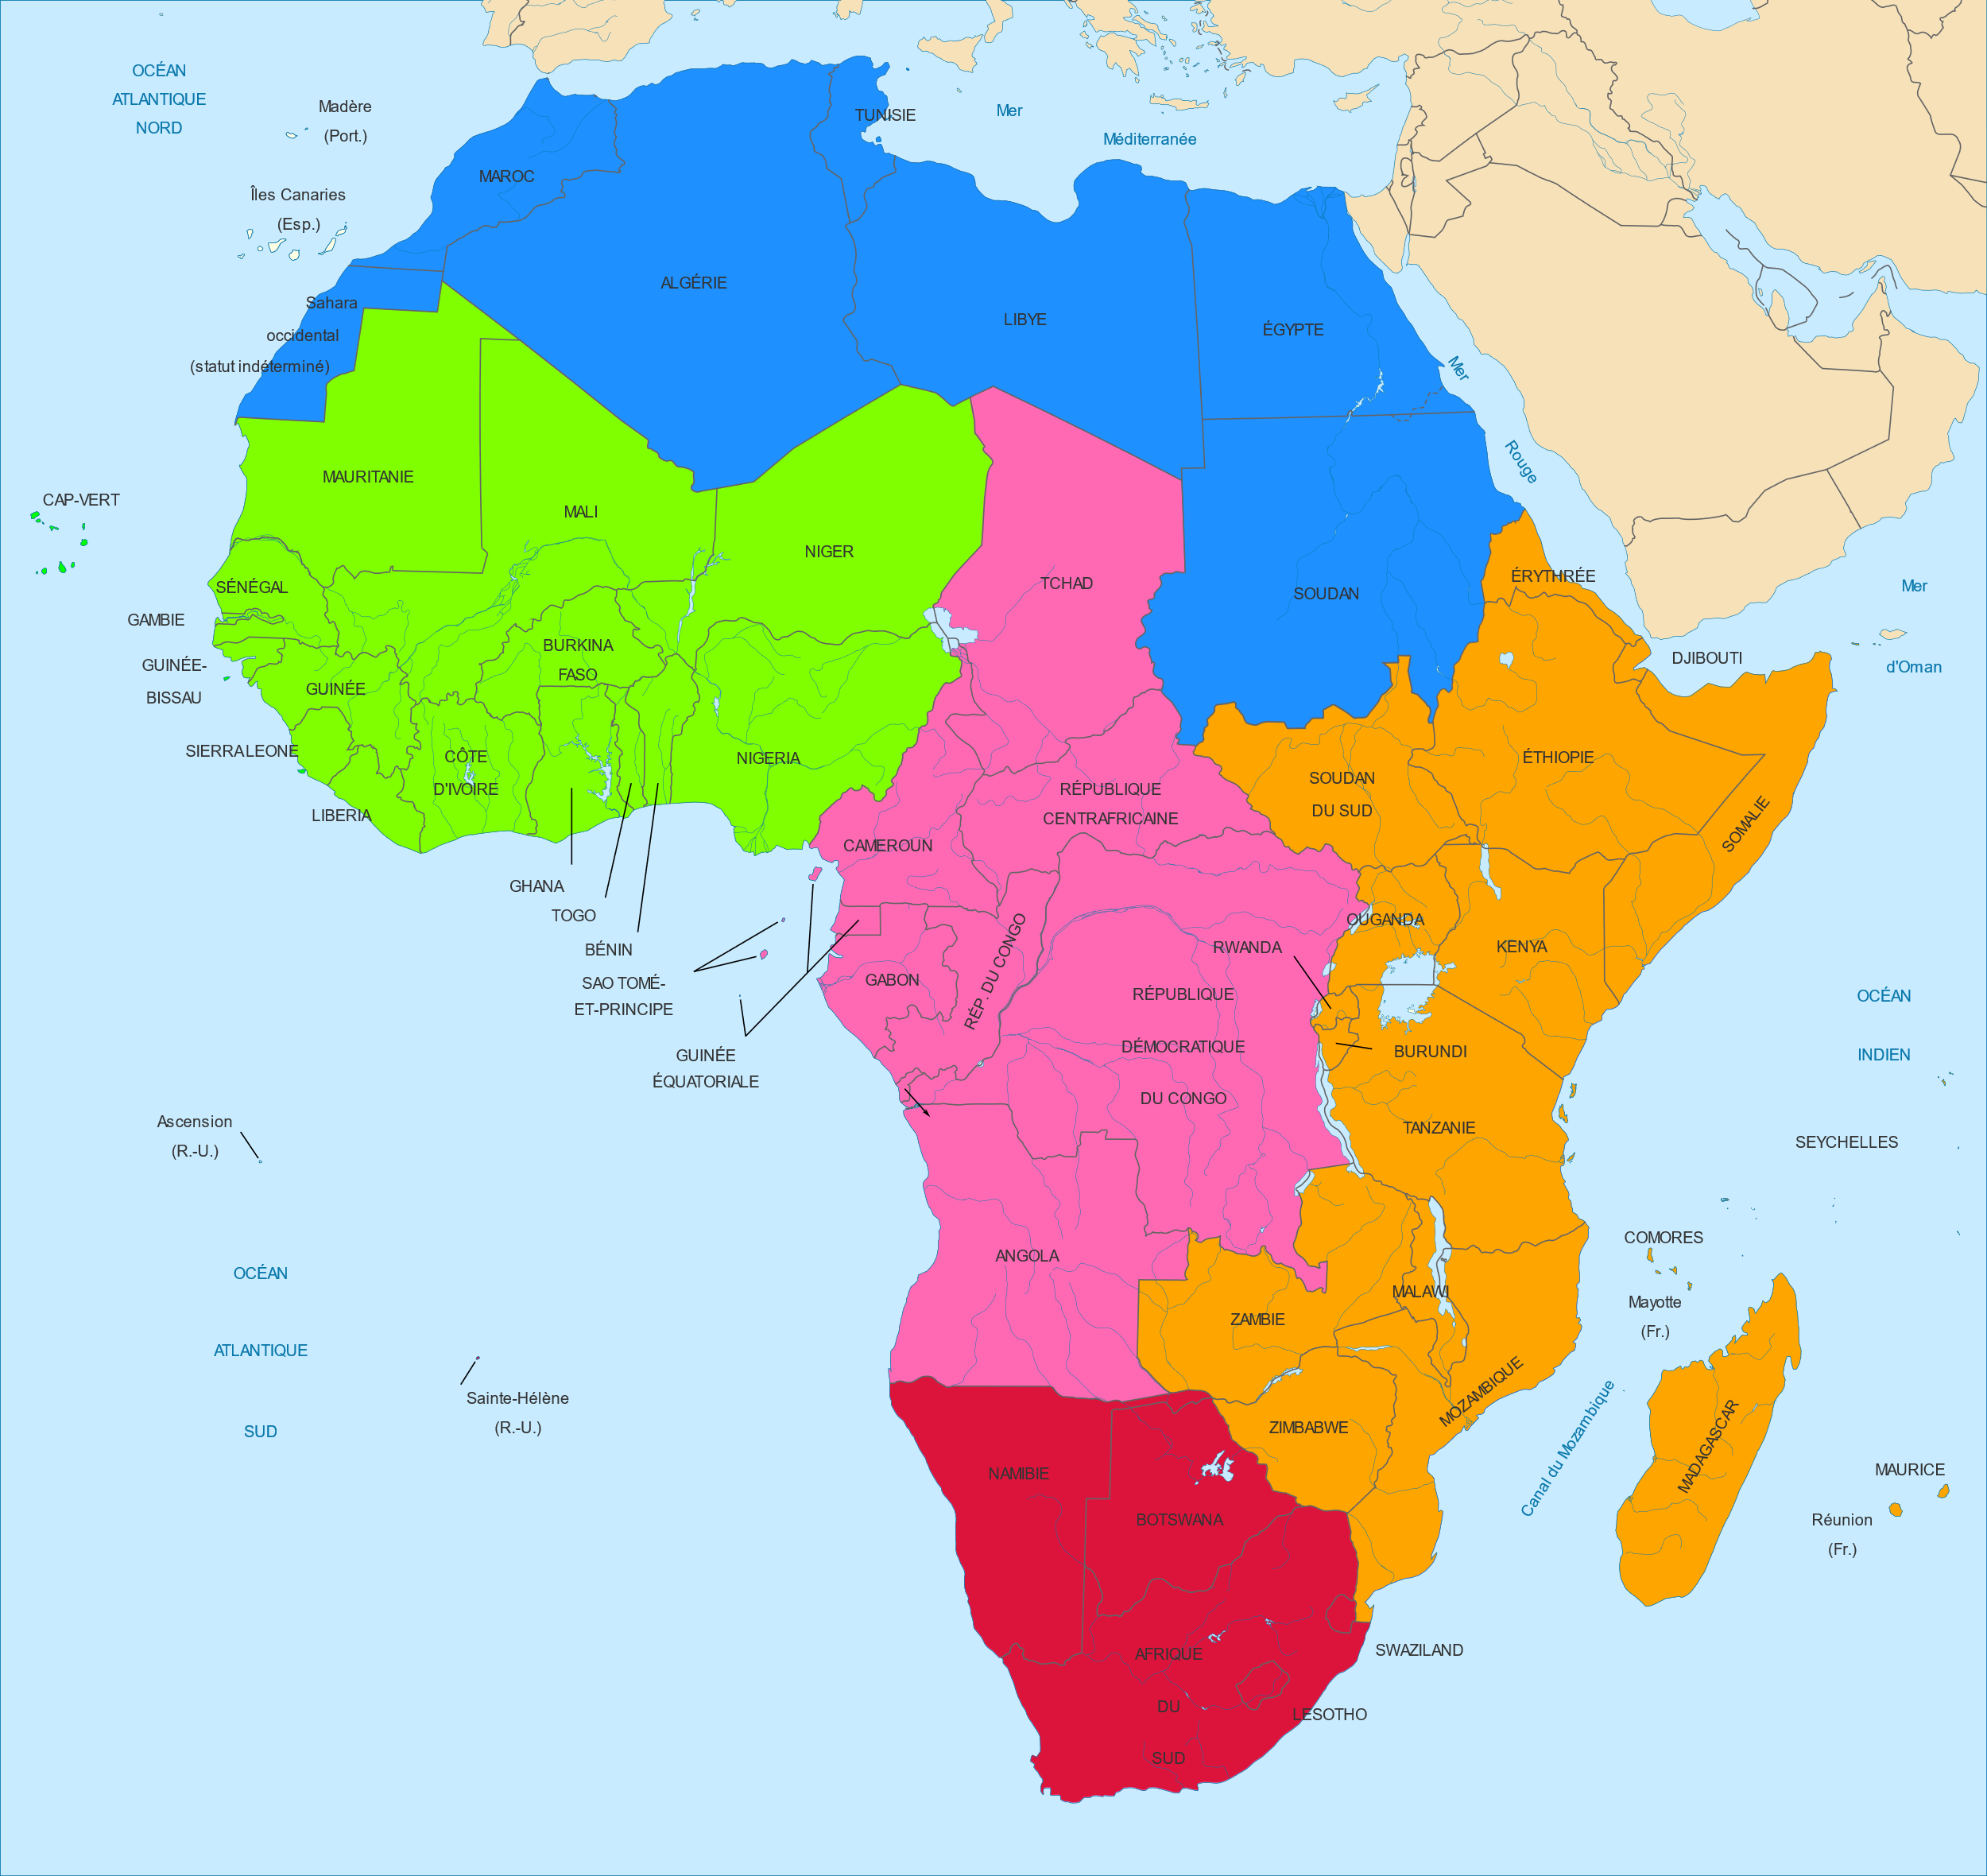 OCÉAN
ATLANTIQUE
NORD
Madère
(Port.)
Îles Canaries
(Esp.)
Mer
Méditerranée
TUNISIE
MAROC
ALGÉRIE
LIBYE
ÉGYPTE
Sahara
occidental
(statut indéterminé)
Mer
Rouge
CAP-VERT
MAURITANIE
MALI
NIGER
TCHAD
SOUDAN
ÉRYTHRÉE
Mer
d'Oman
SÉNÉGAL
GAMBIE
GUINÉE-
BISSAU
GUINÉE
SIERRA LEONE
LIBERIA
CÔTE
D'IVOIRE
BURKINA
FASO
GHANA
TOGO
BÉNIN
NIGERIA
DJIBOUTI
ÉTHIOPIE
SOMALIE
SOUDAN
DU SUD
RÉPUBLIQUE
CENTRAFRICAINE
CAMEROUN
SAO TOMÉ-
ET-PRINCIPE
GUINÉE
ÉQUATORIALE
GABON
RÉP. DU CONGO
RÉPUBLIQUE
DÉMOCRATIQUE
DU CONGO
OUGANDA
RWANDA
BURUNDI
KENYA
TANZANIE
OCÉAN
INDIEN
SEYCHELLES
Ascension
(R.-U.)
OCÉAN
ATLANTIQUE
SUD
Sainte-Hélène
(R.-U.)
ANGOLA
ZAMBIE
MALAWI
COMORES
Mayotte
(Fr.)
MOZAMBIQUE
Canal du Mozambique
MADAGASCAR
MAURICE
Réunion
(Fr.)
ZIMBABWE
NAMIBIE
BOTSWANA
AFRIQUE
DU
SUD
SWAZILAND
LESOTHO